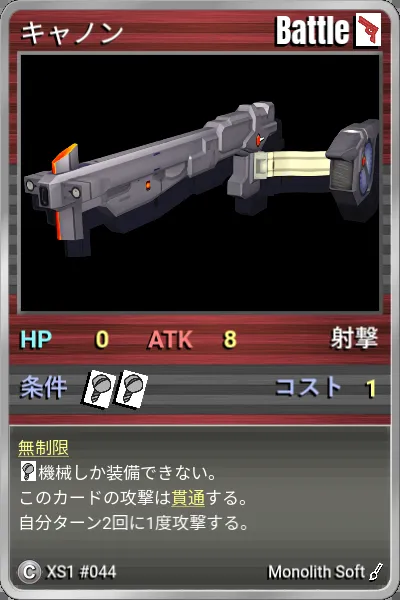 キャノン Battle
HP 0 ATK 8 射撃
条件 コスト 1
無制限
機械しか装備できない。
このカードの攻撃は貫通する。
自分ターン2回に1度攻撃する。
C XS1 #044 Monolith Soft